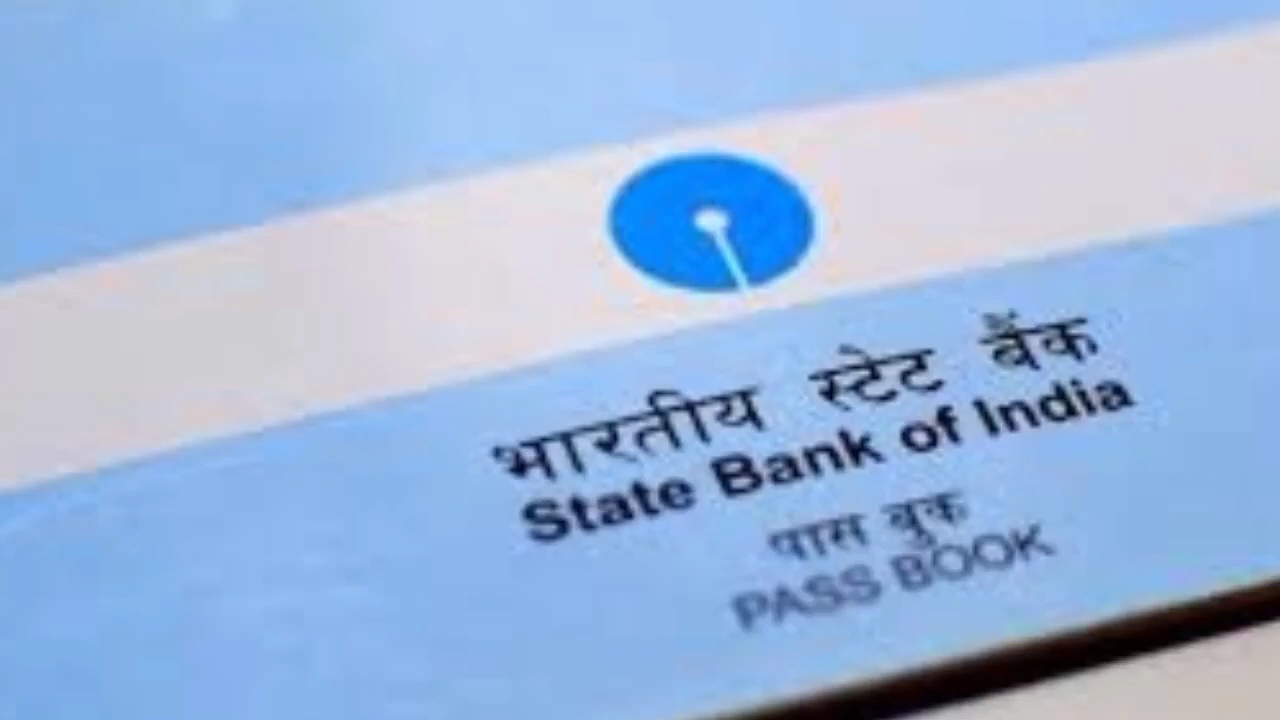 भारतीय स्टेट बैंक
State Bank of India
पास बुक
PASS BOOK